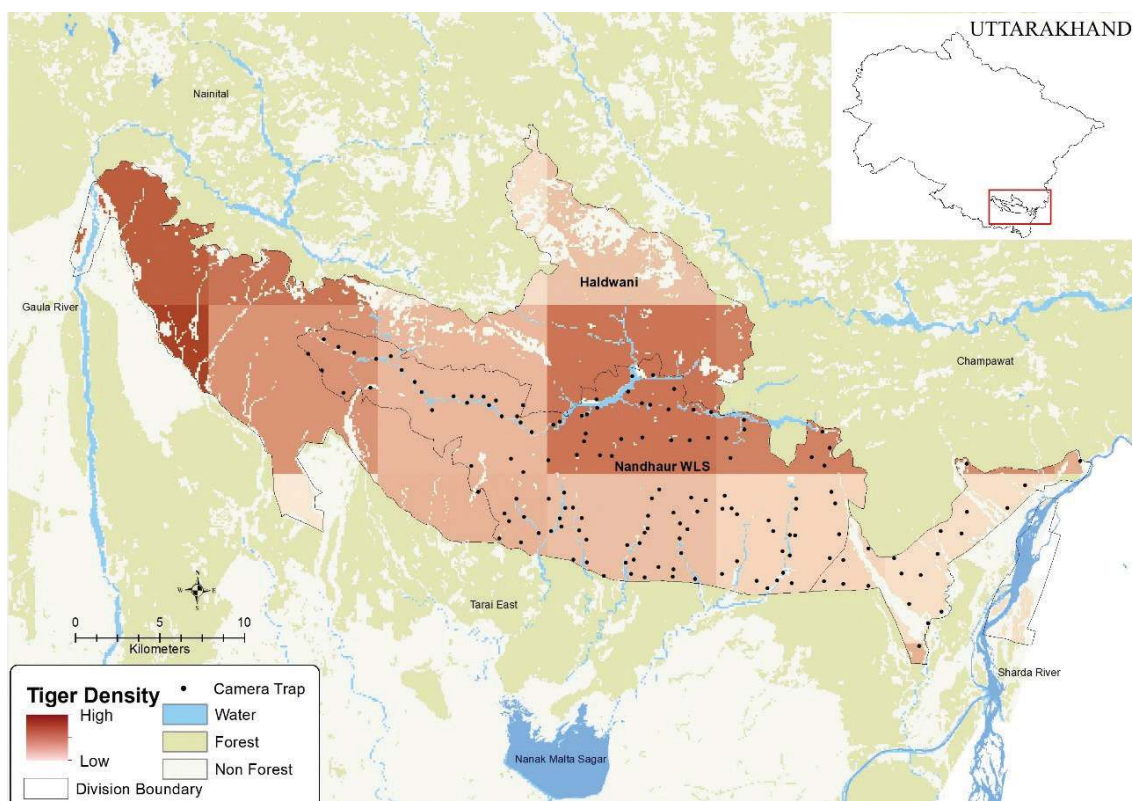 UTTARAKHAND
Nainital
Haldwani
Gaula River
Champawat
Nandhaur WLS
N
W E
S
Tarai East
0 5 10
Kilometers
Sharda River
Nanak Malta Sagar
Tiger Density
High
Low
Division Boundary
Camera Trap
Water
Forest
Non Forest